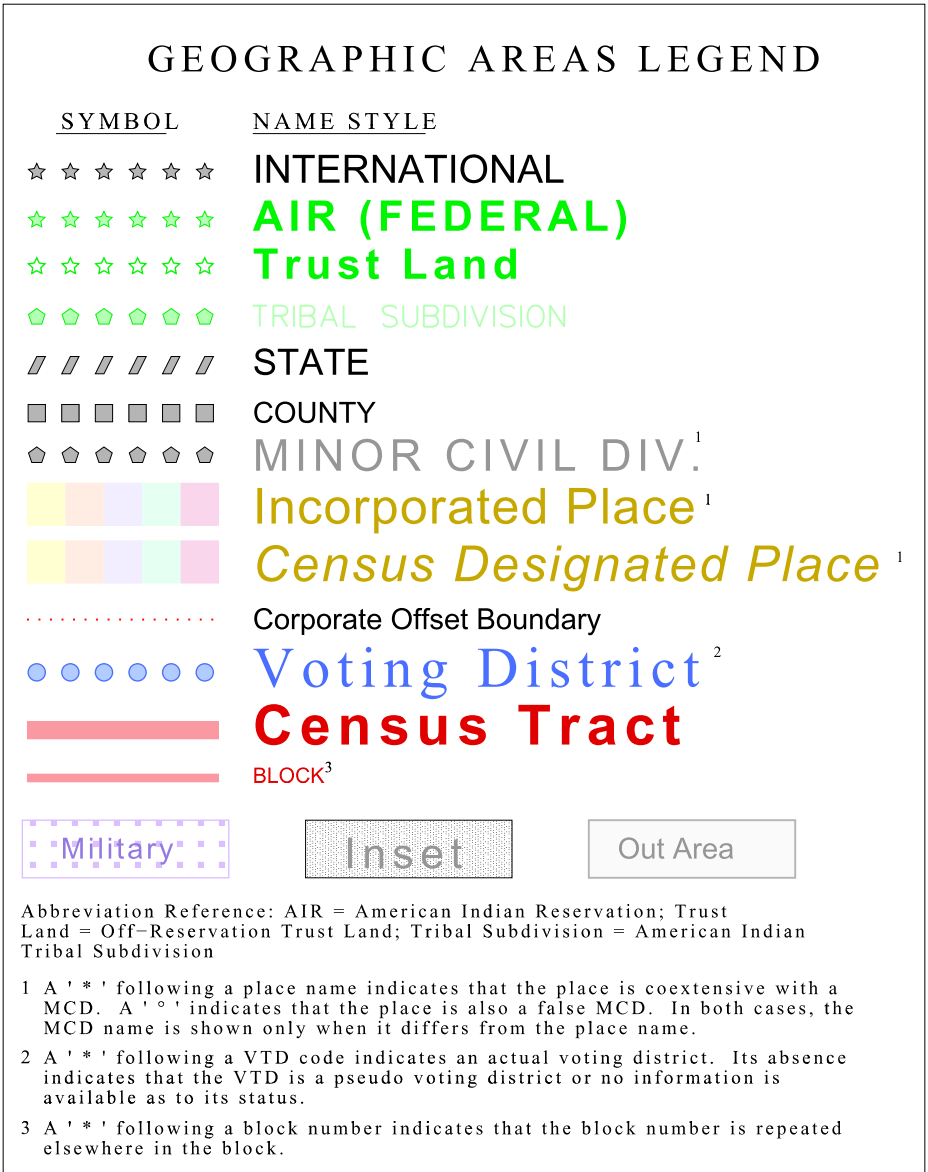 GEOGRAPHIC AREAS LEGEND
SYMBOL NAME STYLE
INTERNATIONAL
AIR (FEDERAL)
Trust Land
TRIBAL SUBDIVISION
STATE
COUNTY
MINOR CIVIL DIV. 1
Incorporated Place 1
Census Designated Place 1
Corporate Offset Boundary
Voting District 2
Census Tract
BLOCK 3
Military Inset Out Area
Abbreviation Reference: AIR = American Indian Reservation; Trust
Land = Off−Reservation Trust Land; Tribal Subdivision = American Indian
Tribal Subdivision
1 A ' * ' following a place name indicates that the place is coextensive with a
MCD. A ' ° ' indicates that the place is also a false MCD. In both cases, the
MCD name is shown only when it differs from the place name.
2 A ' * ' following a VTD code indicates an actual voting district. Its absence
indicates that the VTD is a pseudo voting district or no information is
available as to its status.
3 A ' * ' following a block number indicates that the block number is repeated
elsewhere in the block.